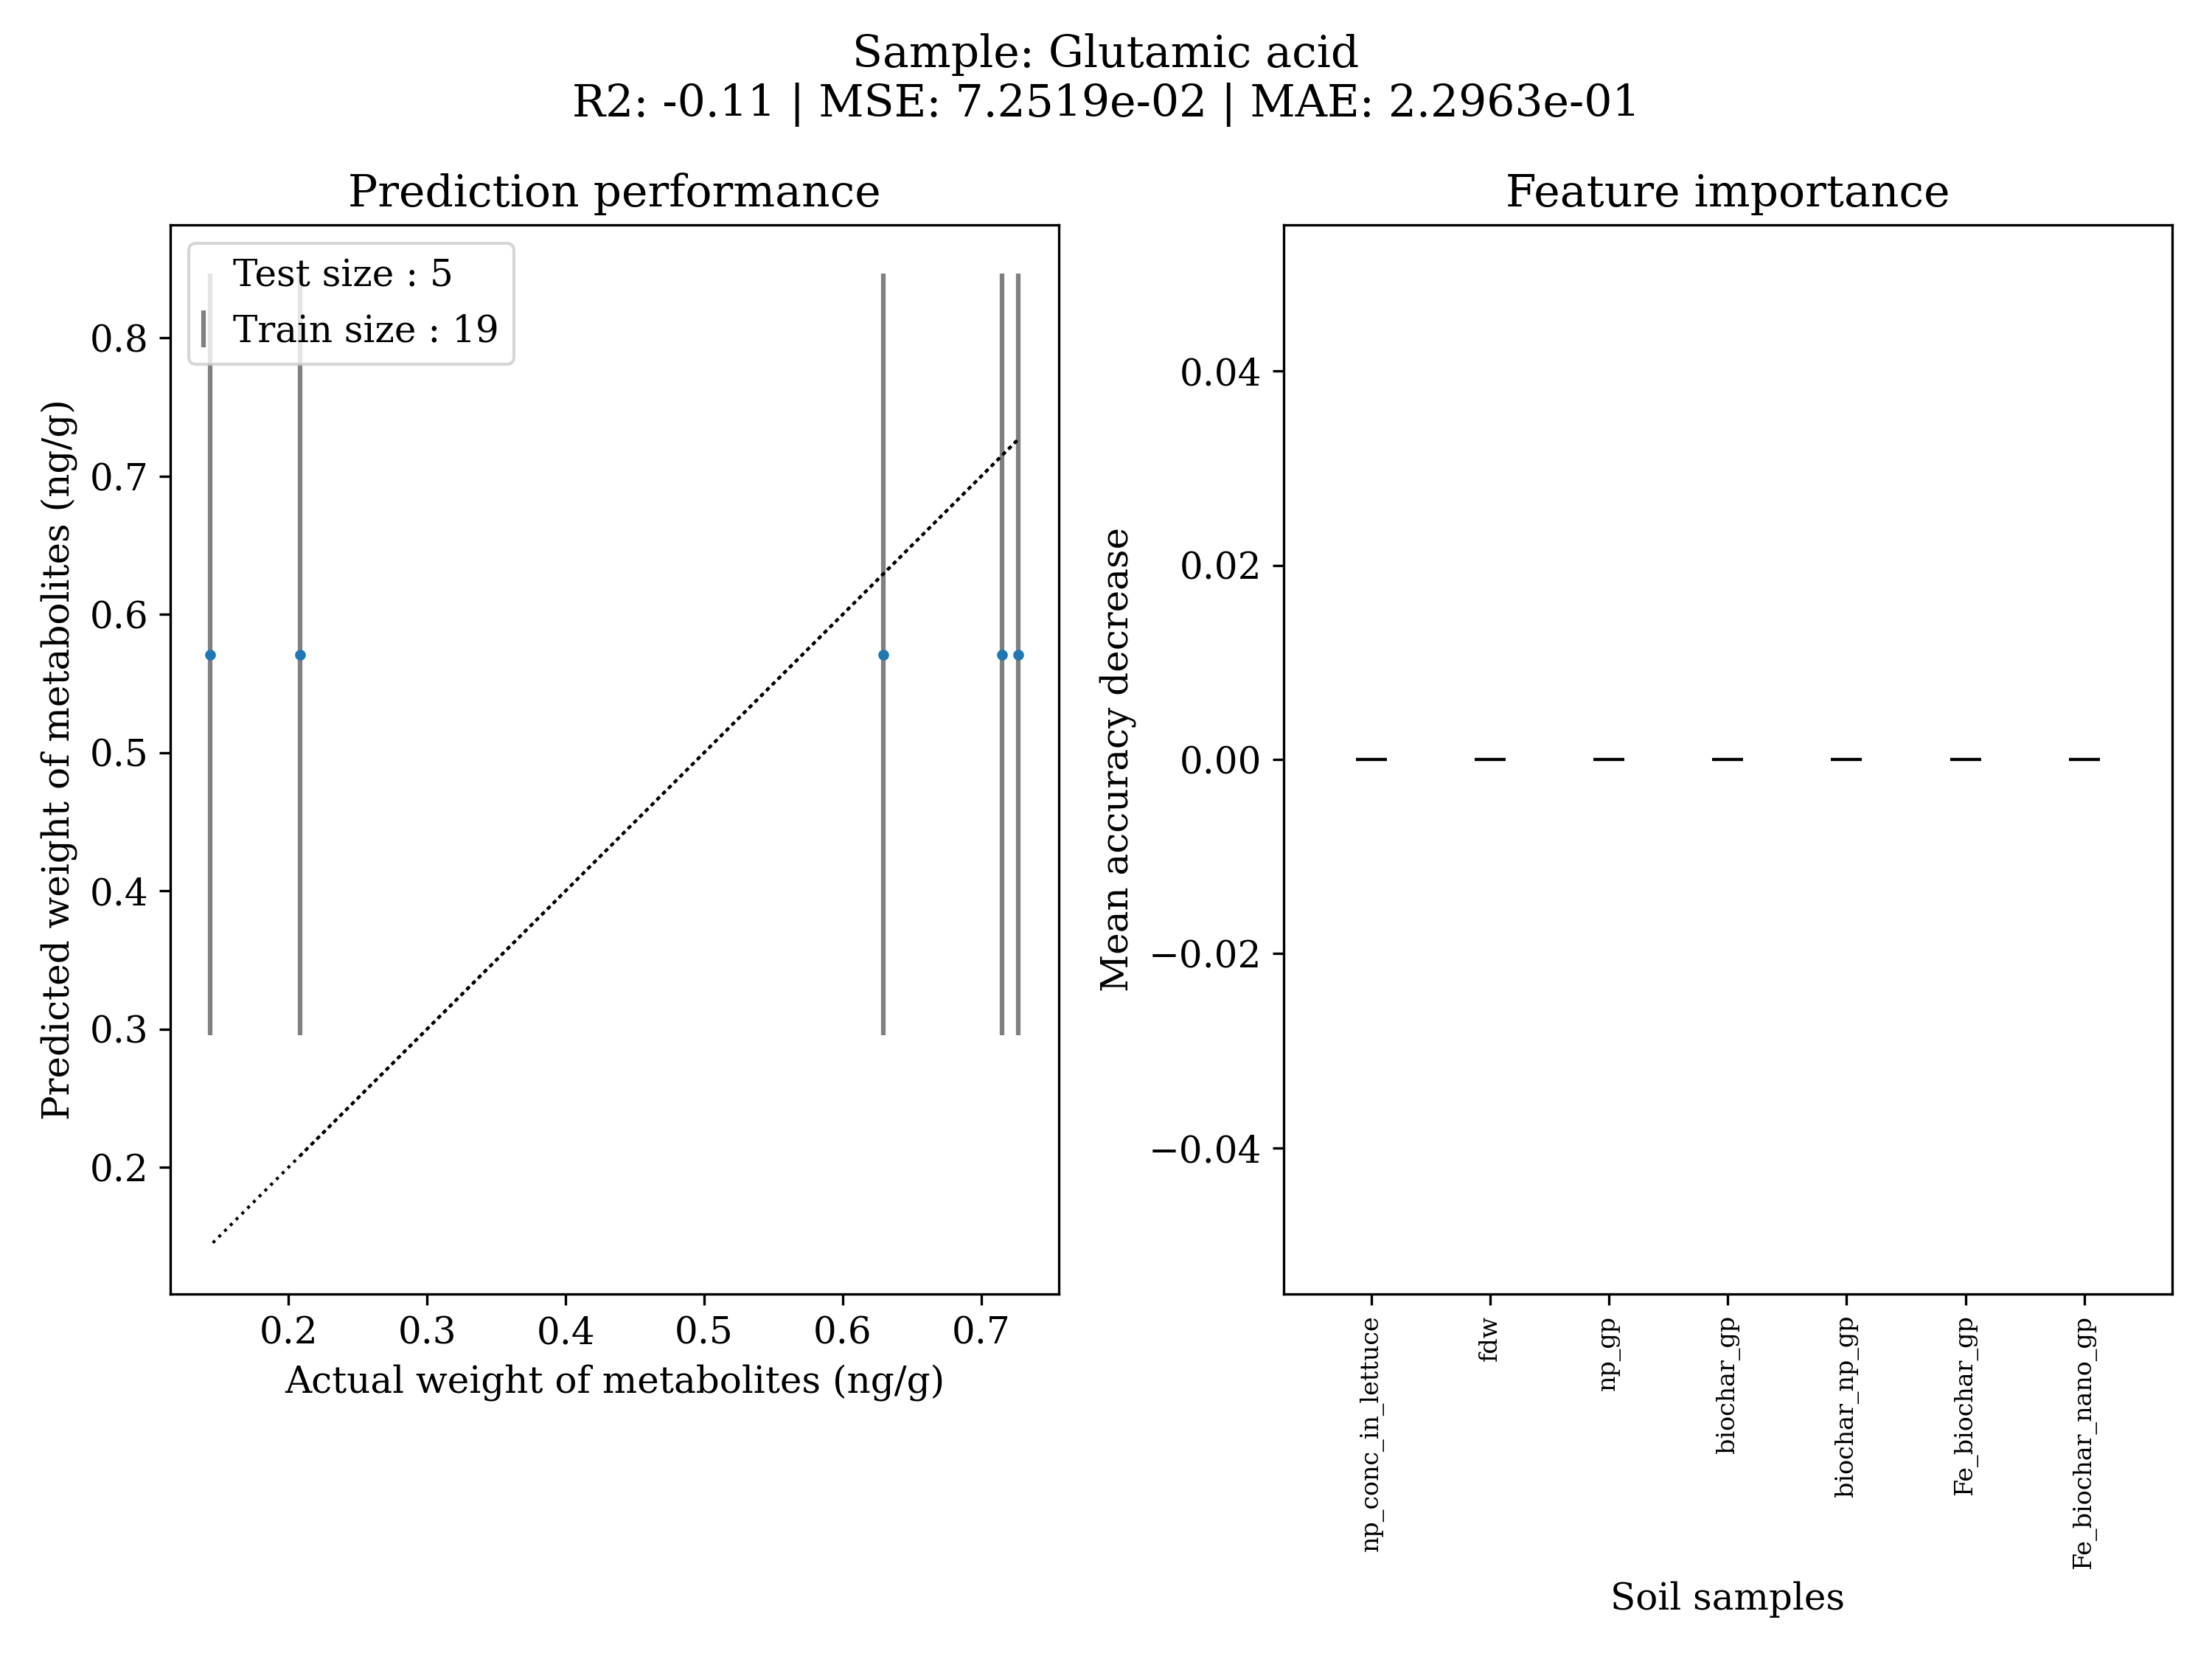 Sample: Glutamic acid
R2: -0.11 | MSE: 7.2519e-02 | MAE: 2.2963e-01
Prediction performance
Test size : 5
Train size : 19
0.8
0.7
0.6
0.5
0.4
0.3
0.2
Predicted weight of metabolites (ng/g)
0.2 0.3 0.4 0.5 0.6 0.7
Actual weight of metabolites (ng/g)
Feature importance
0.04
0.02
0.00
−0.02
−0.04
Mean accuracy decrease
np_conc_in_lettuce
fdw
np_gp
biochar_gp
biochar_np_gp
Fe_biochar_gp
Fe_biochar_nano_gp
Soil samples